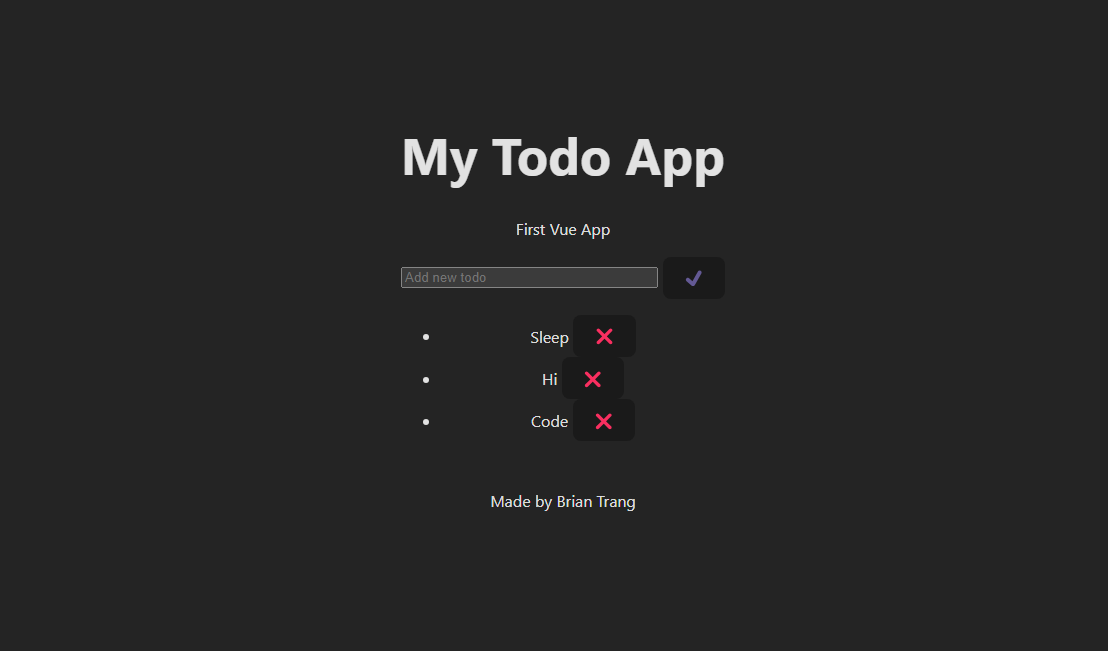 My Todo App
First Vue App
Add new todo
Sleep
Hi
Code
Made by Brian Trang